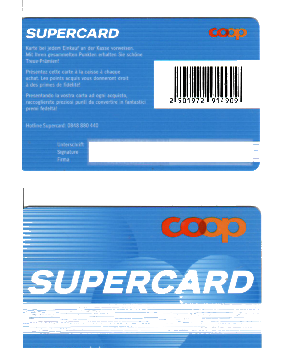 SUPERCARD
coop
Karte bei jedem Einkauf an der Kasse vorweisen.
Mit Ihren gesammelten Punkten erhalten Sie schöne
Treue-Prämien!
Présentez cette carte à la caisse à chaque
achat. Les points acquis vous donneront droit
à des primes de fidélité!
Presentando la vostra carta ad ogni acquisto,
raccoglierete preziosi punti da convertire in fantastici
premi fedeltà!
2 501972 914909
Hotline Supercard: 0848 888 440
Unterschrift
Signature
Firma
coop
SUPERCARD